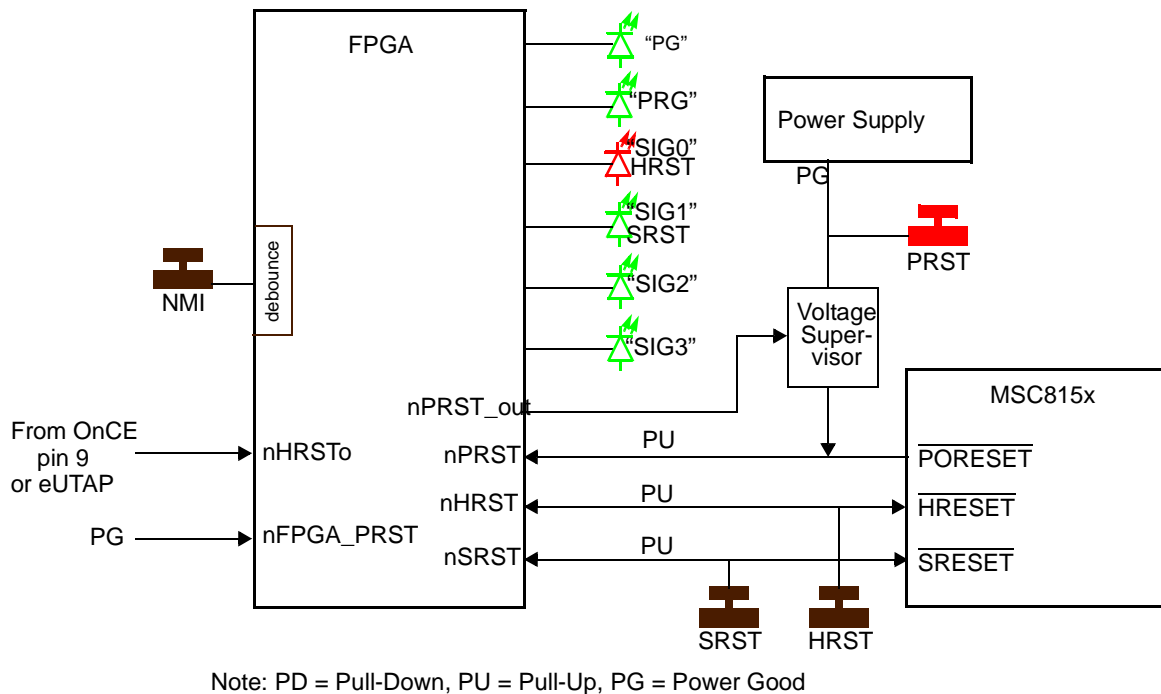 FPGA
“PG”
“PRG”
“SIG0”
HRST
“SIG1”
SRST
“SIG2”
“SIG3”
Power Supply
PG
PRST
NMI
debounce
Voltage
Super-
visor
MSC815x
nPRST_out
From OnCE
pin 9
or eUTAP
nHRSTo
nPRST
PU
PORESET
nHRST
PU
HRESET
PG
nFPGA_PRST
nSRST
PU
SRESET
SRST
HRST
Note: PD = Pull-Down, PU = Pull-Up, PG = Power Good